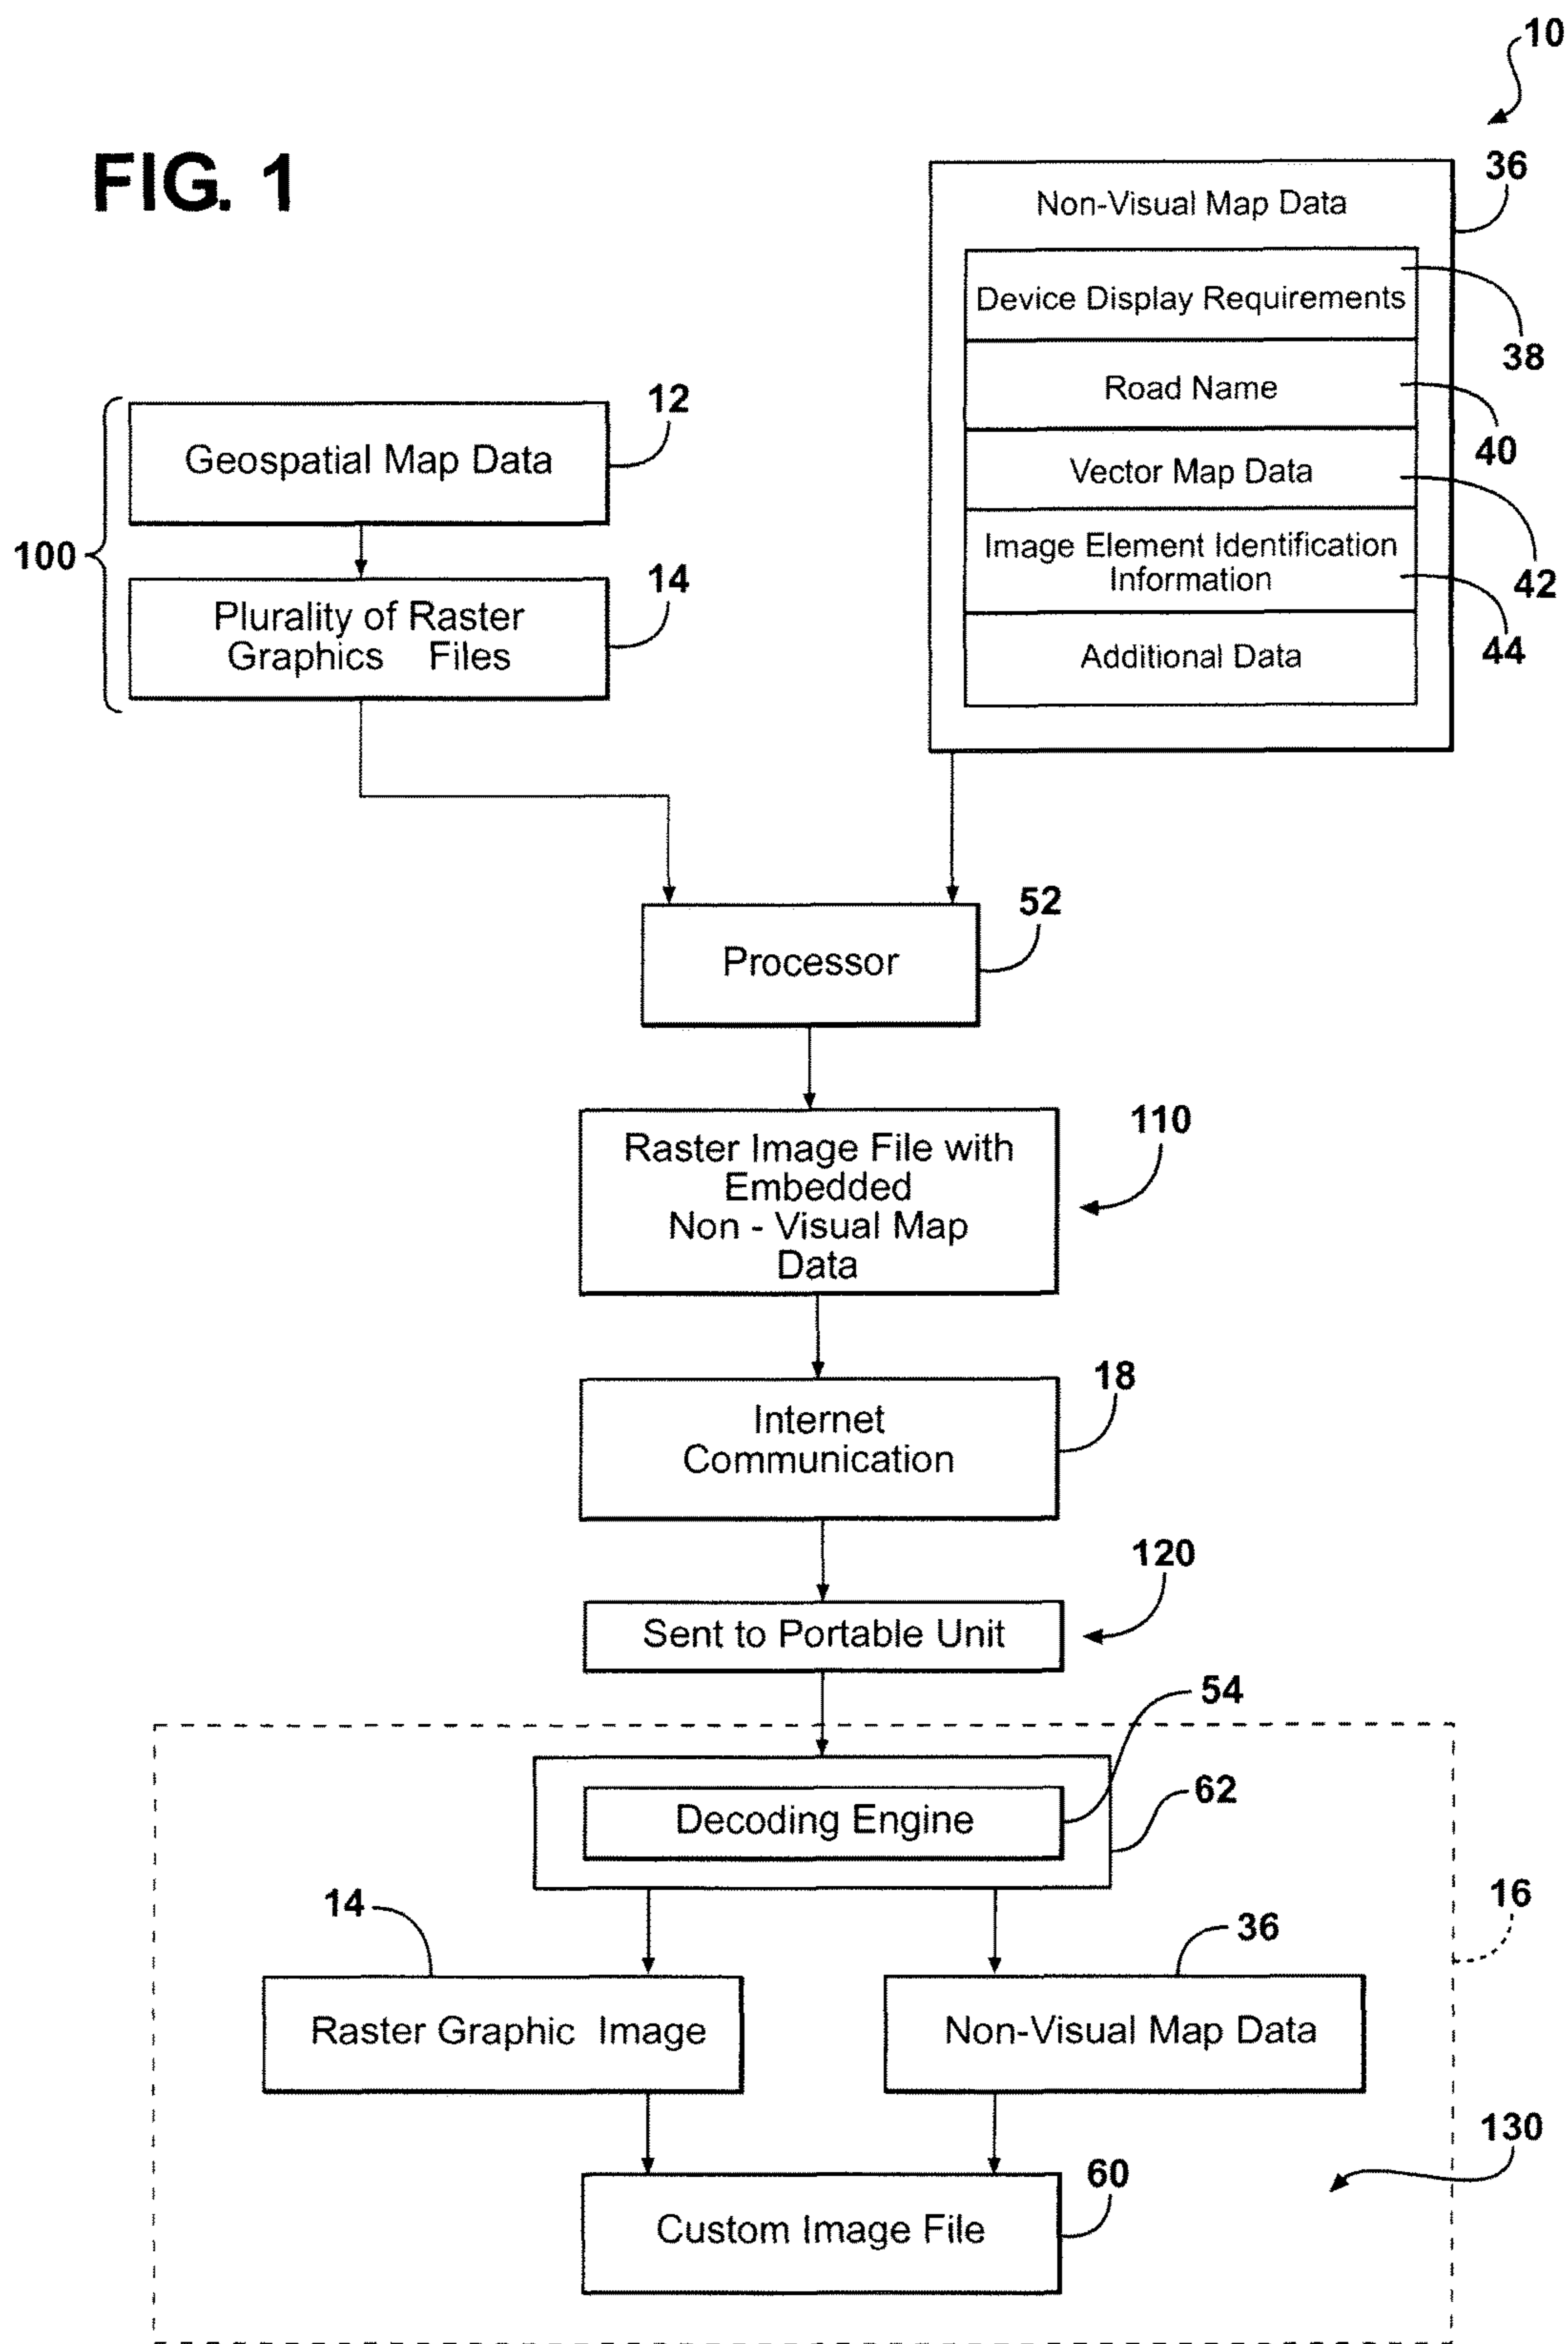 10
FIG. 1
36
Non-Visual Map Data
Device Display Requirements
38
Road Name
40
Vector Map Data
42
Image Element Identification
Information
44
Additional Data
12
Geospatial Map Data
100
14
Plurality of Raster
Graphics Files
52
Processor
110
Raster Image File with
Embedded
Non - Visual Map
Data
18
Internet
Communication
120
Sent to Portable Unit
54
Decoding Engine
62
16
14
Raster Graphic Image
36
Non-Visual Map Data
130
60
Custom Image File